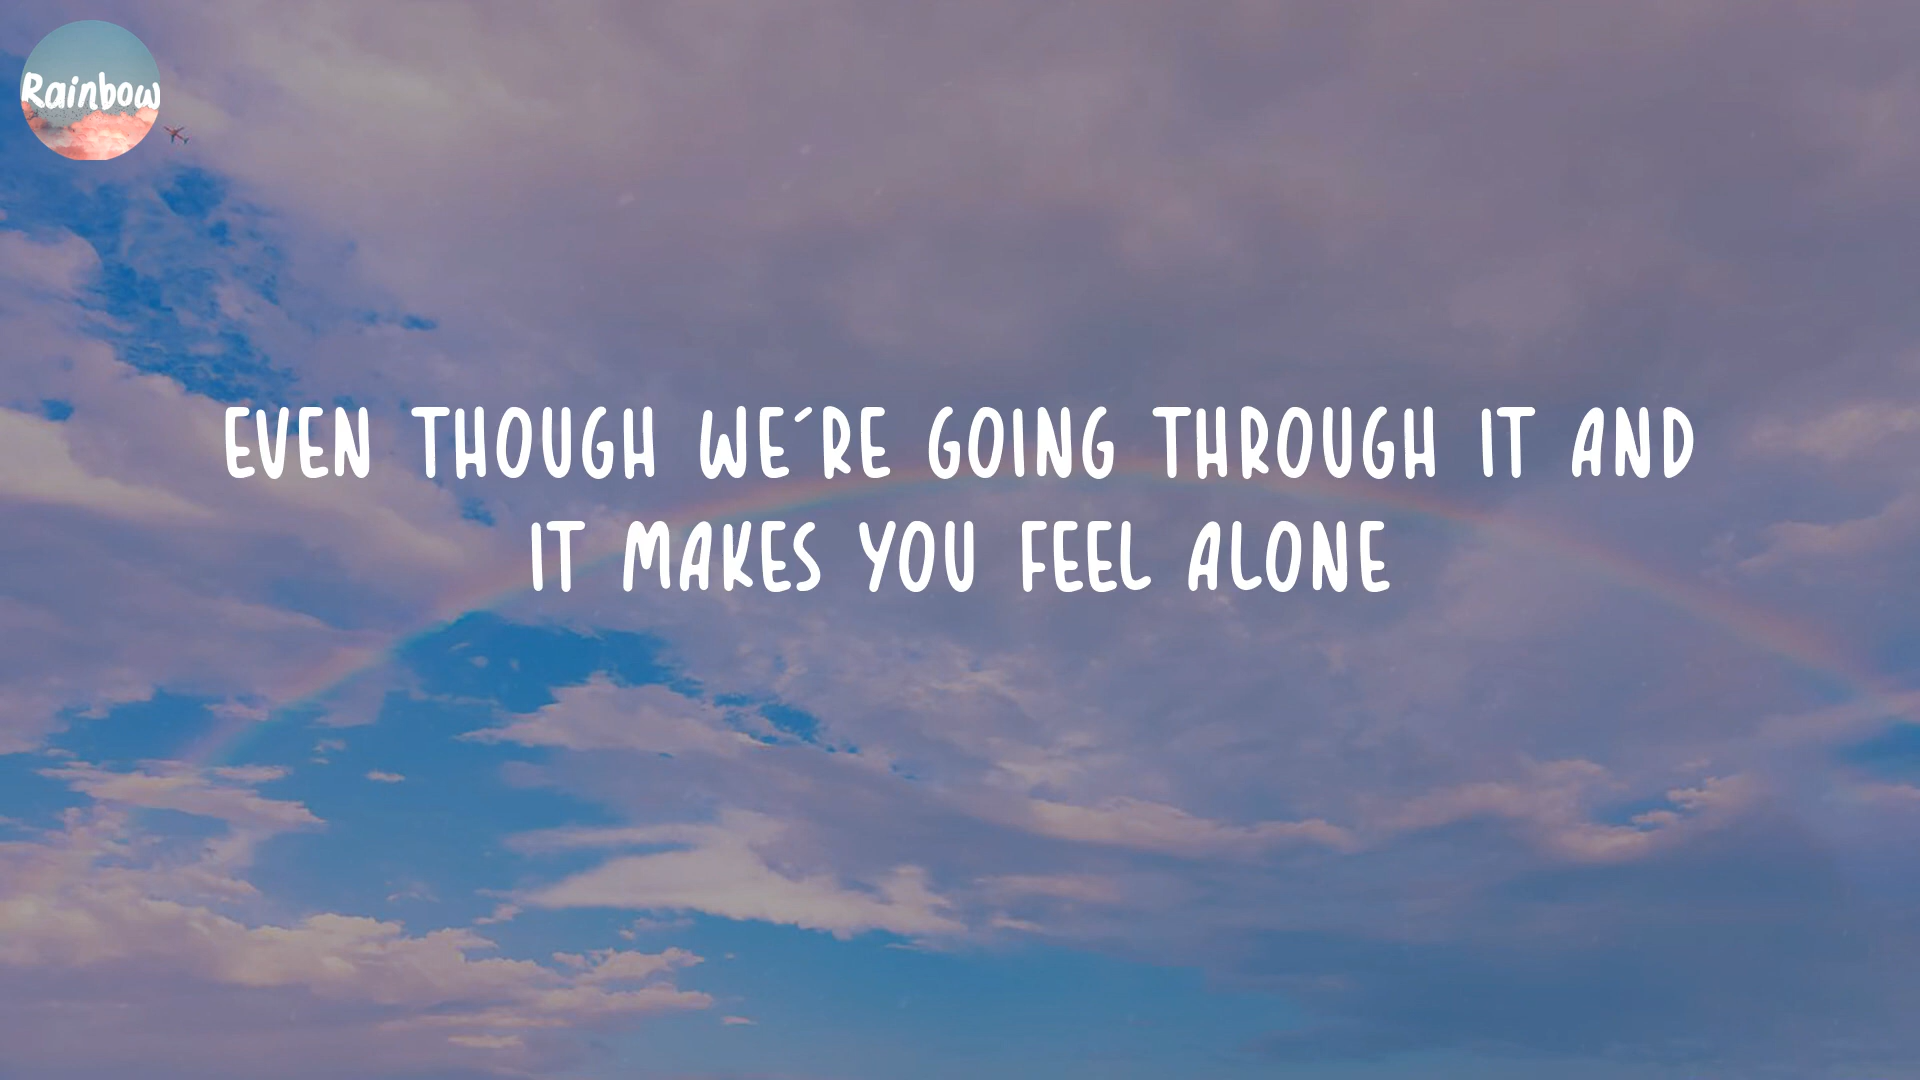 Rainbow
EVEN THOUGH WE´RE GOING THROUGH IT AND
IT MAKES YOU FEEL ALONE